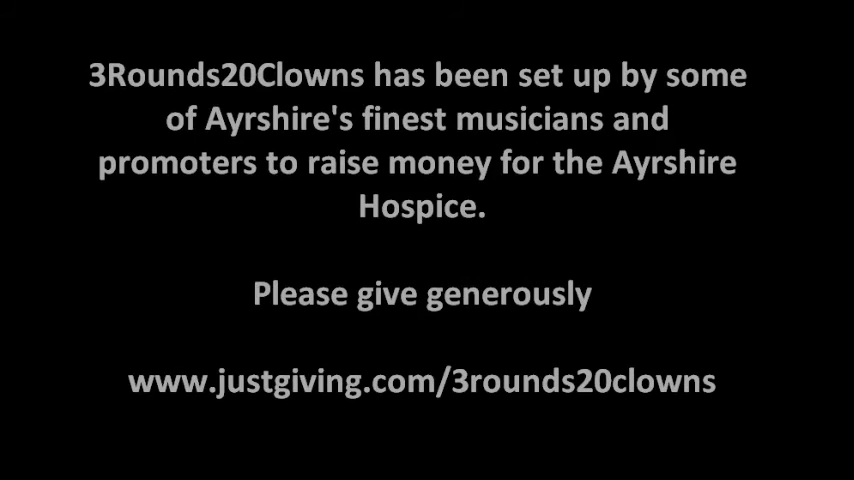 3Rounds20Clowns has been set up by some
of Ayrshire's finest musicians and
promoters to raise money for the Ayrshire
Hospice.
Please give generously
www.justgiving.com/3rounds20clowns